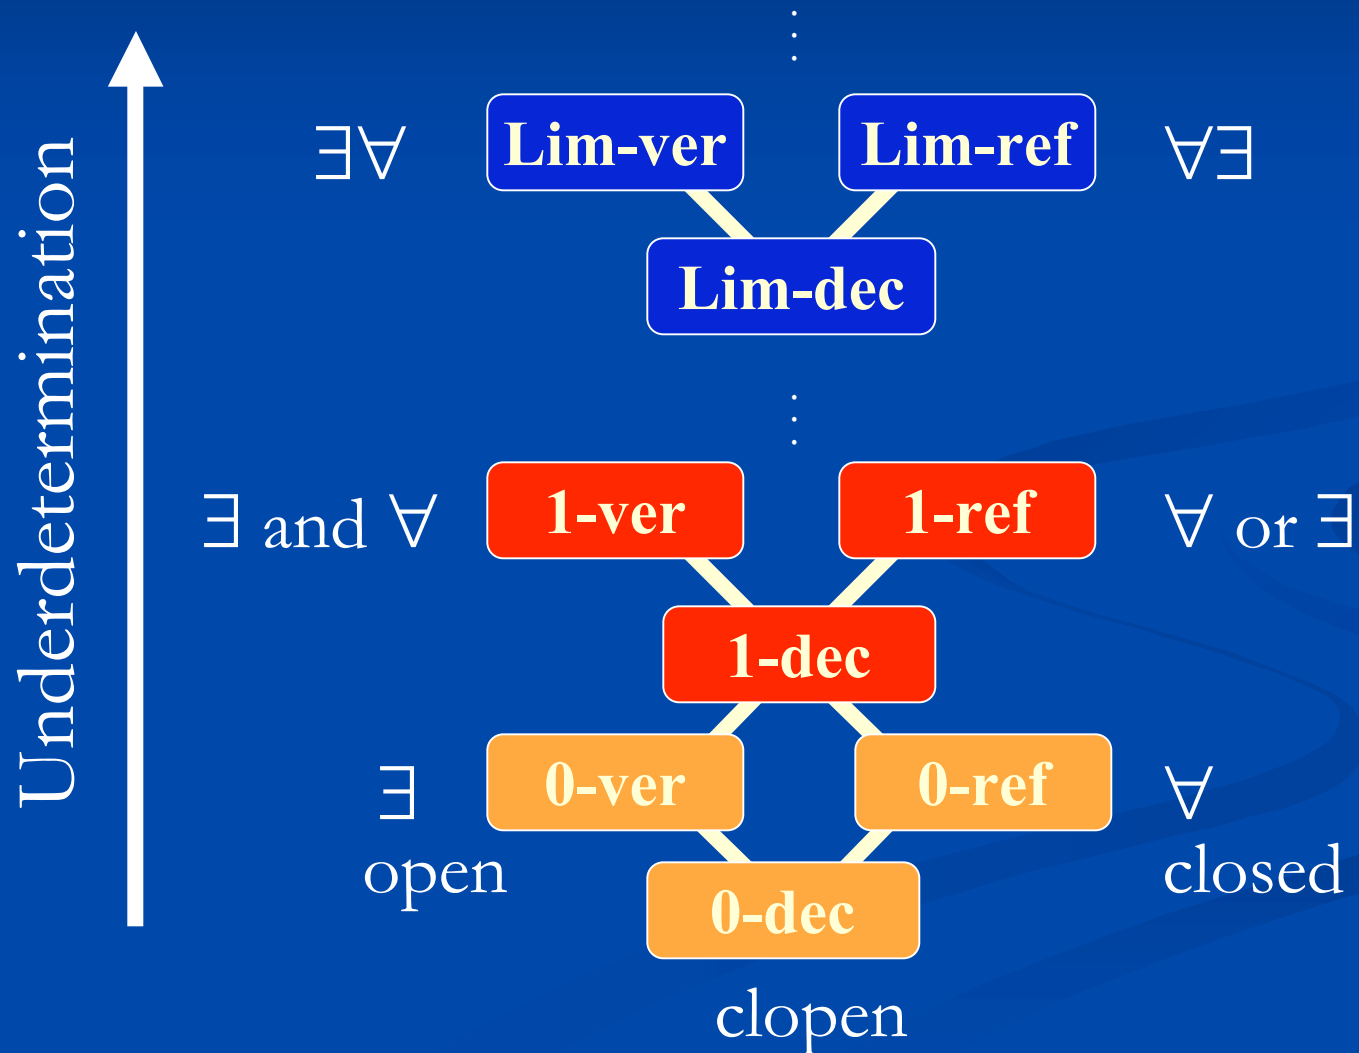 ⋮
∃∀ Lim-ver Lim-ref ∀∃
Lim-dec
Underdetermination
⋮
∃ and ∀ 1-ver 1-ref ∀ or ∃
1-dec
∃ 0-ver 0-ref ∀
open closed
0-dec
clopen